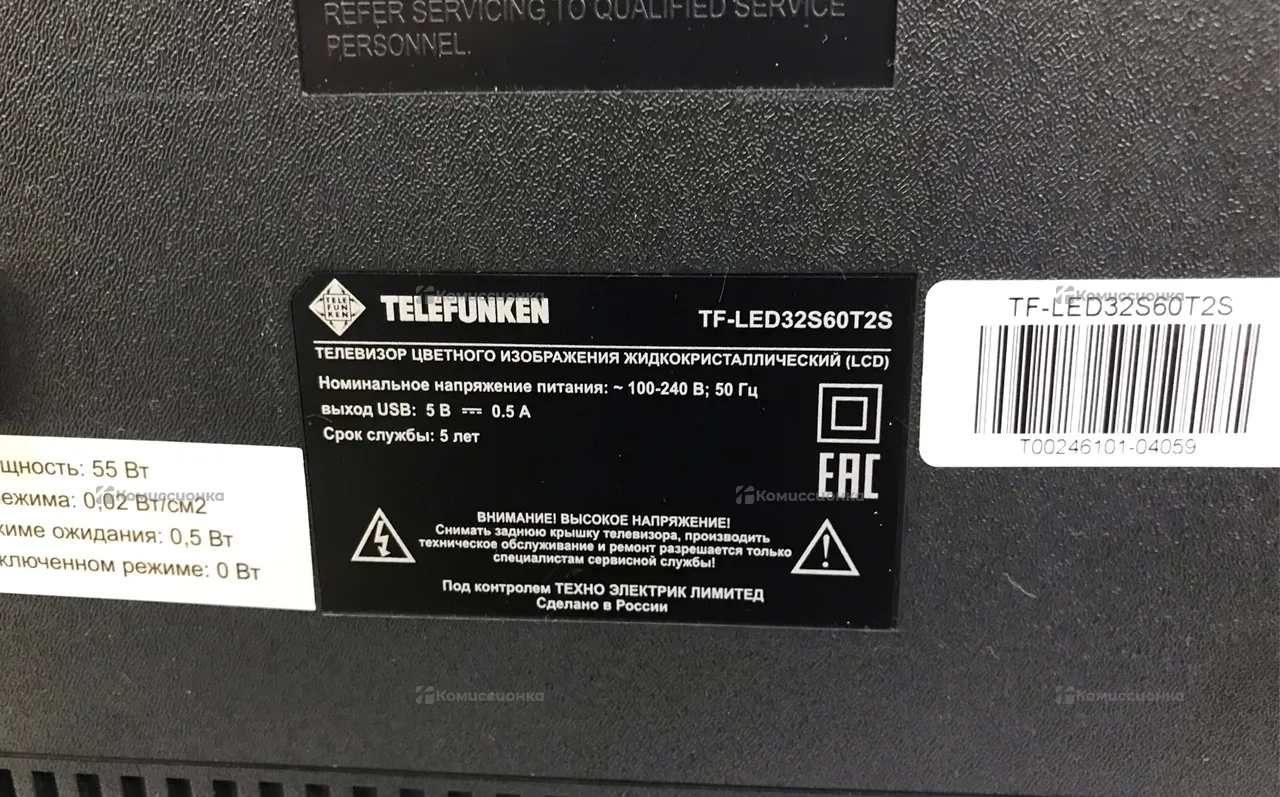 REFER SERVICING TO QUALIFIED SERVICE
PERSONNEL.
TELE
FUN
KEN
TELEFUNKEN
TF-LED32S60T2S
ТЕЛЕВИЗОР ЦВЕТНОГО ИЗОБРАЖЕНИЯ ЖИДКОКРИСТАЛЛИЧЕСКИЙ (LCD)
Номинальное напряжение питания: ~ 100-240 В; 50 Гц
выход USB: 5 В ⎓ 0.5 А
Срок службы: 5 лет
EAC
ВНИМАНИЕ! ВЫСОКОЕ НАПРЯЖЕНИЕ!
Снимать заднюю крышку телевизора, производить
техническое обслуживание и ремонт разрешается только
специалистам сервисной службы!
Под контролем ТЕХНО ЭЛЕКТРИК ЛИМИТЕД
Сделано в России
TF-LED32S60T2S
T00246101-04059
щность: 55 Вт
ежима: 0,02 Вт/см2
жиме ожидания: 0,5 Вт
ключенном режиме: 0 Вт
Комиссионка
Комиссионка
Комиссионка
Комиссионка
Комиссионка
Комиссионка